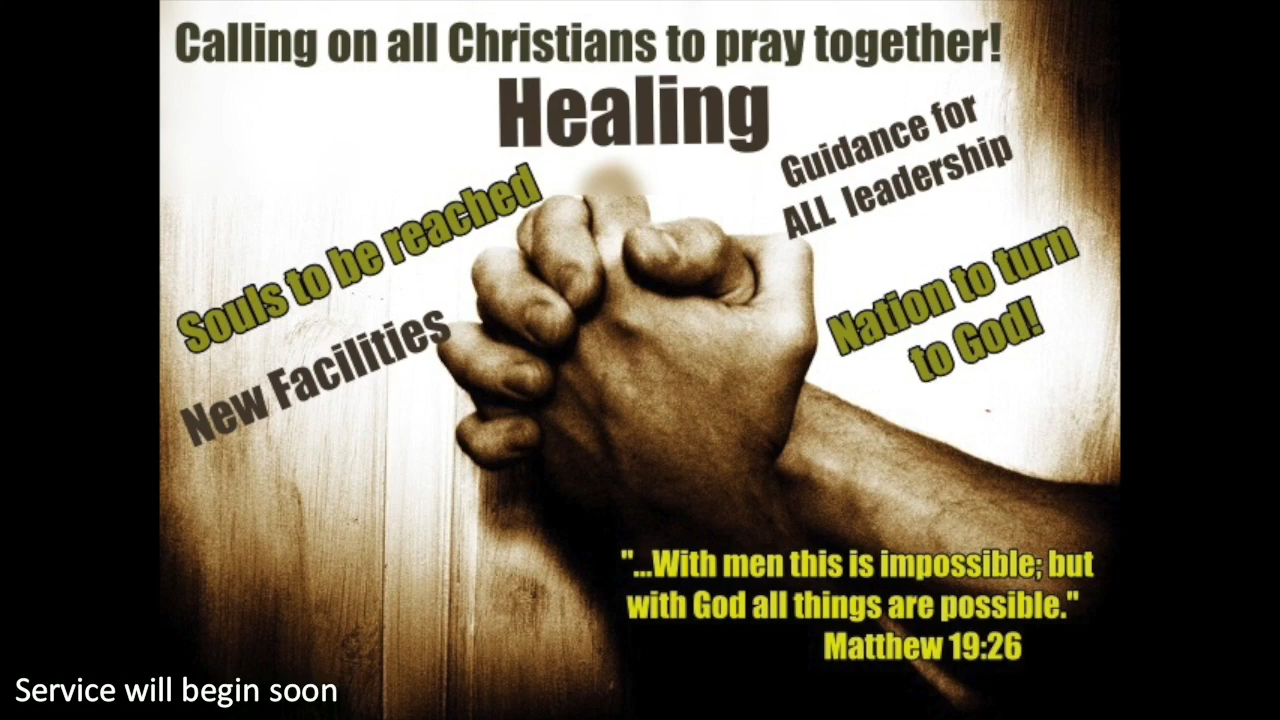 Calling on all Christians to pray together!
Healing
Guidance for
ALL leadership
Souls to be reached
New Facilities
Nation to turn
to God!
"...With men this is impossible; but
with God all things are possible."
Matthew 19:26
Service will begin soon